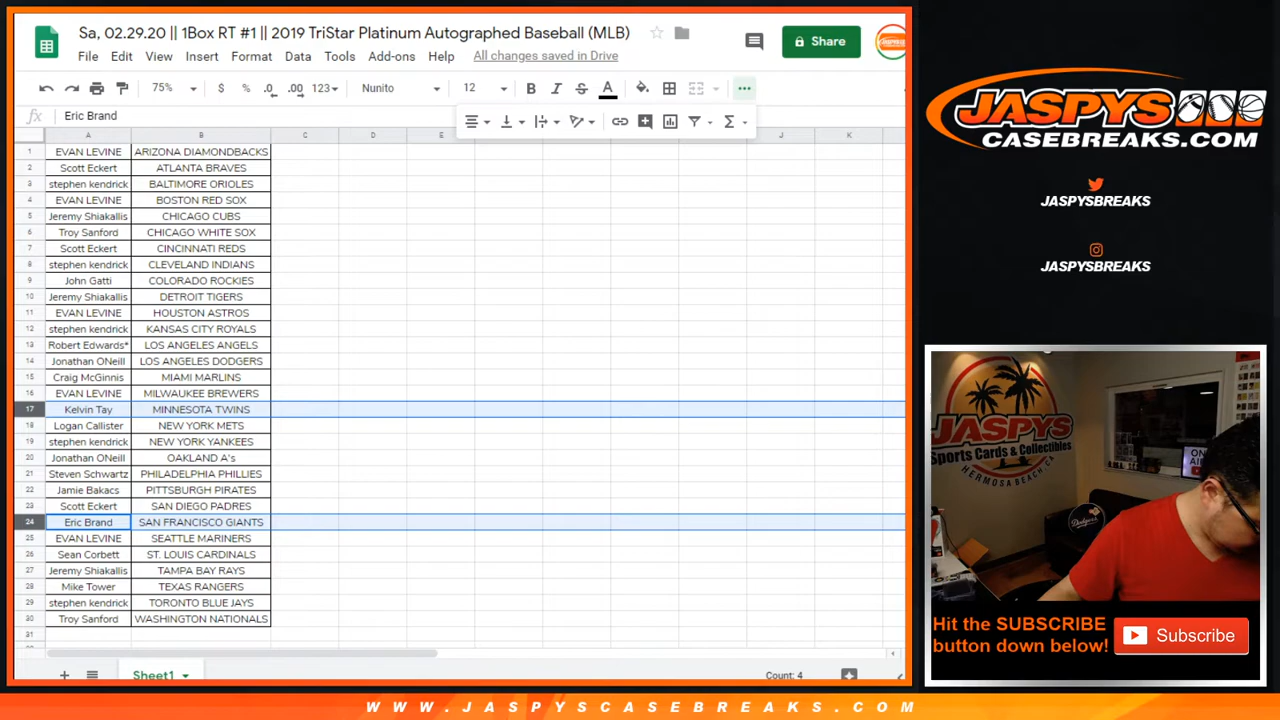 Sa, 02.29.20 || 1Box RT #1 || 2019 TriStar Platinum Autographed Baseball (MLB)
File Edit View Insert Format Data Tools Add-ons Help All changes saved in Drive
Share
75% $ % .0 .00 123 Nunito 12 B I S A
fx Eric Brand
A B C D E J K
1 EVAN LEVINE ARIZONA DIAMONDBACKS
2 Scott Eckert ATLANTA BRAVES
3 stephen kendrick BALTIMORE ORIOLES
4 EVAN LEVINE BOSTON RED SOX
5 Jeremy Shiakallis CHICAGO CUBS
6 Troy Sanford CHICAGO WHITE SOX
7 Scott Eckert CINCINNATI REDS
8 stephen kendrick CLEVELAND INDIANS
9 John Gatti COLORADO ROCKIES
10 Jeremy Shiakallis DETROIT TIGERS
11 EVAN LEVINE HOUSTON ASTROS
12 stephen kendrick KANSAS CITY ROYALS
13 Robert Edwards* LOS ANGELES ANGELS
14 Jonathan ONeill LOS ANGELES DODGERS
15 Craig McGinnis MIAMI MARLINS
16 EVAN LEVINE MILWAUKEE BREWERS
17 Kelvin Tay MINNESOTA TWINS
18 Logan Callister NEW YORK METS
19 stephen kendrick NEW YORK YANKEES
20 Jonathan ONeill OAKLAND A's
21 Steven Schwartz PHILADELPHIA PHILLIES
22 Jamie Bakacs PITTSBURGH PIRATES
23 Scott Eckert SAN DIEGO PADRES
24 Eric Brand SAN FRANCISCO GIANTS
25 EVAN LEVINE SEATTLE MARINERS
26 Sean Corbett ST. LOUIS CARDINALS
27 Jeremy Shiakallis TAMPA BAY RAYS
28 Mike Tower TEXAS RANGERS
29 stephen kendrick TORONTO BLUE JAYS
30 Troy Sanford WASHINGTON NATIONALS
31
Sheet1
Count: 4
JASPYS
CASEBREAKS.COM
JASPYSBREAKS
JASPYSBREAKS
JASPYS
Sports Cards & Collectibles
HERMOSA BEACH, CA
ON
AIR
Dodgers
Hit the SUBSCRIBE
button down below!
Subscribe
WWW.JASPYSCASEBREAKS.COM